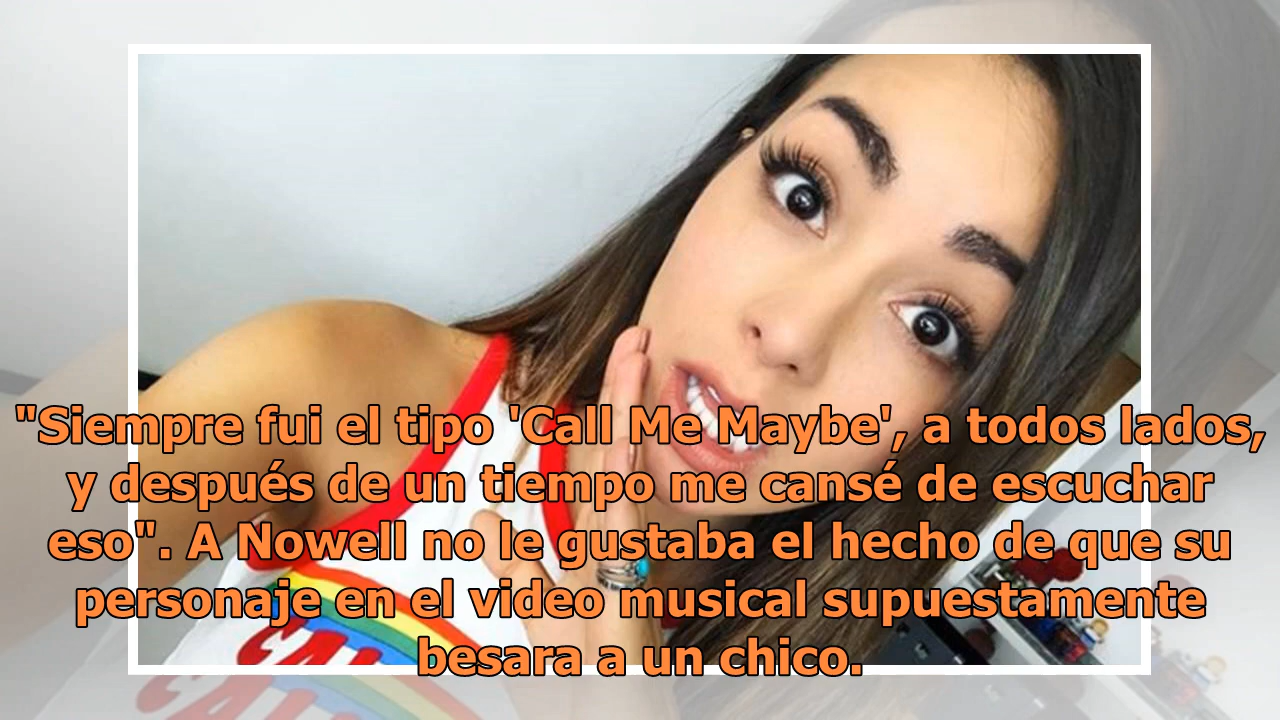 "Siempre fui el tipo 'Call Me Maybe', a todos lados,
y después de un tiempo me cansé de escuchar
eso". A Nowell no le gustaba el hecho de que su
personaje en el video musical supuestamente
besara a un chico.